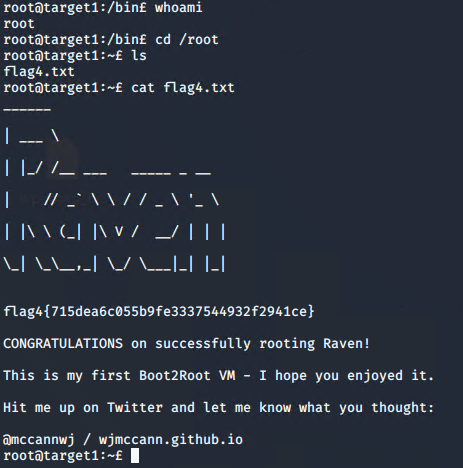 root@target1:/bin£ whoami
root
root@target1:/bin£ cd /root
root@target1:~£ ls
flag4.txt
root@target1:~£ cat flag4.txt
______
| ___ \
| |_/ /__ ___   _____ _ __
|    // _` \ \ / / _ \ '_ \
| |\ \ (_| |\ V /  __/ | | |
\_| \_\__,_| \_/ \___|_| |_|
flag4{715dea6c055b9fe3337544932f2941ce}
CONGRATULATIONS on successfully rooting Raven!
This is my first Boot2Root VM - I hope you enjoyed it.
Hit me up on Twitter and let me know what you thought:
@mccannwj / wjmccann.github.io
root@target1:~£